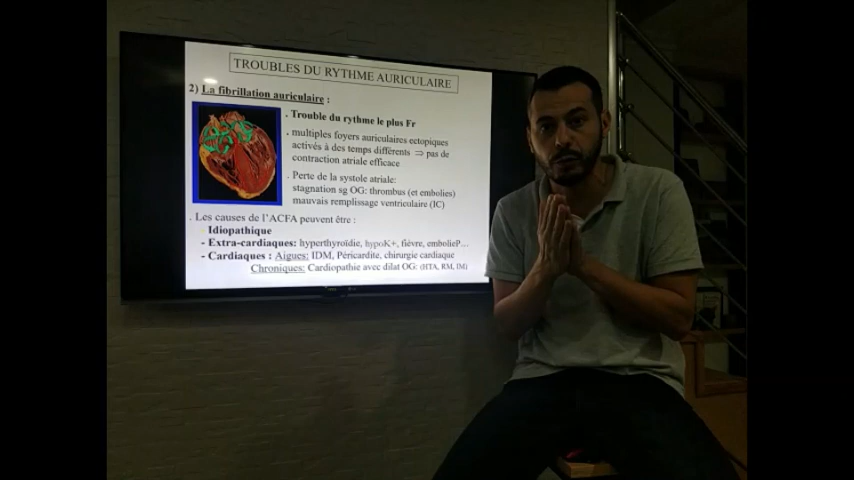 TROUBLES DU RYTHME AURICULAIRE
2) La fibrillation auriculaire :
. Trouble du rythme le plus Fr
. multiples foyers auriculaires ectopiques
activés à des temps différents ⇒ pas de
contraction atriale efficace
. Perte de la systole atriale:
stagnation sg OG: thrombus (et embolies)
mauvais remplissage ventriculaire (IC)
. Les causes de l'ACFA peuvent être :
Idiopathique
- Extra-cardiaques: hyperthyroïdie, hypoK+, fièvre, embolieP...
- Cardiaques : Aigues: IDM, Péricardite, chirurgie cardiaque
Chroniques: Cardiopathie avec dilat OG: (HTA, RM, IM)